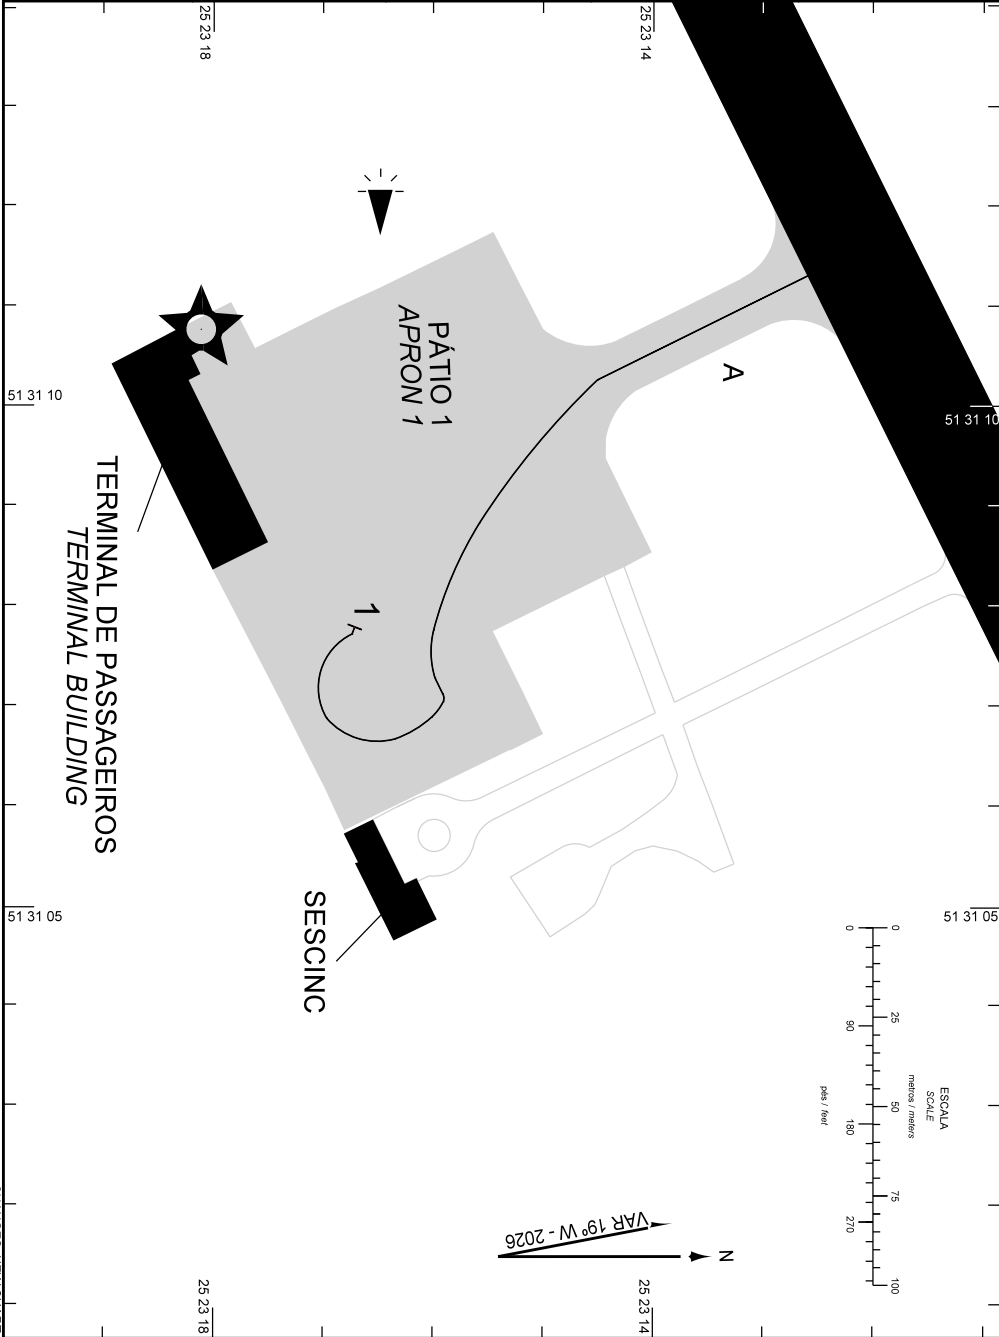 25 23 18
25 23 14
PÁTIO 1
APRON 1
A
51 31 10
51 31 10
TERMINAL DE PASSAGEIROS
TERMINAL BUILDING
1
SESCINC
51 31 05
51 31 05
0
25
50
75
100
metros / meters
ESCALA
SCALE
0
90
180
270
pés / feet
VAR 19° W - 2026
N
25 23 18
25 23 14